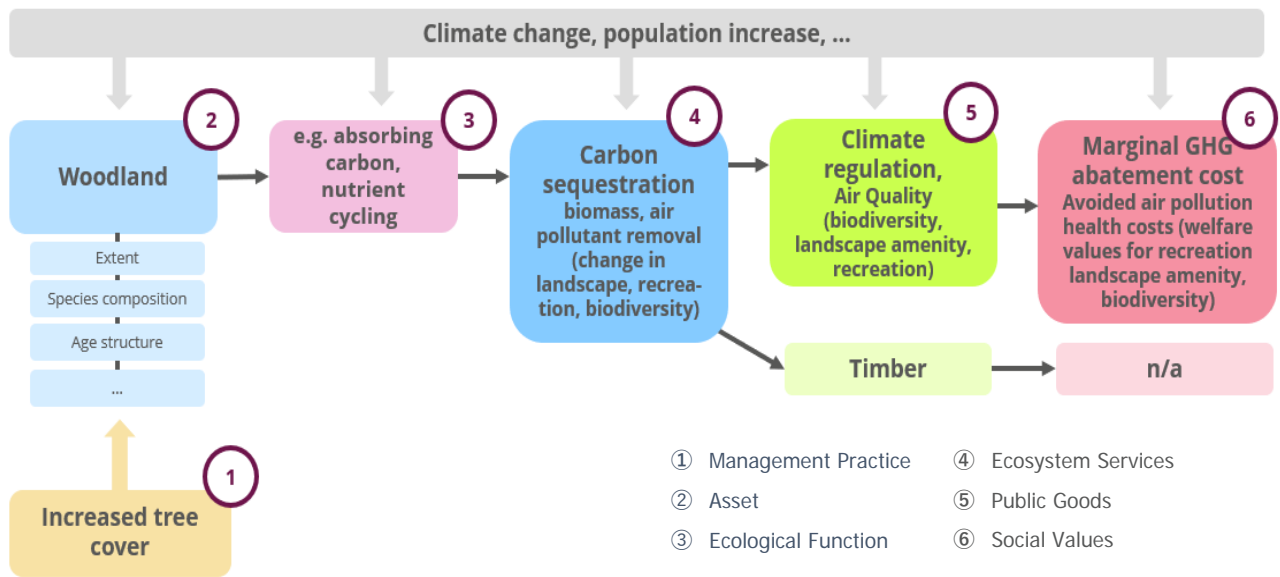 Climate change, population increase, ...
2
Woodland
Extent
Species composition
Age structure
...
1
Increased tree
cover
3
e.g. absorbing
carbon,
nutrient
cycling
4
Carbon
sequestration
biomass, air
pollutant removal
(change in
landscape, recrea-
tion, biodiversity)
5
Climate
regulation,
Air Quality
(biodiversity,
landscape amenity,
recreation)
6
Marginal GHG
abatement cost
Avoided air pollution
health costs (welfare
values for recreation
landscape amenity,
biodiversity)
Timber
n/a
① Management Practice
② Asset
③ Ecological Function
④ Ecosystem Services
⑤ Public Goods
⑥ Social Values